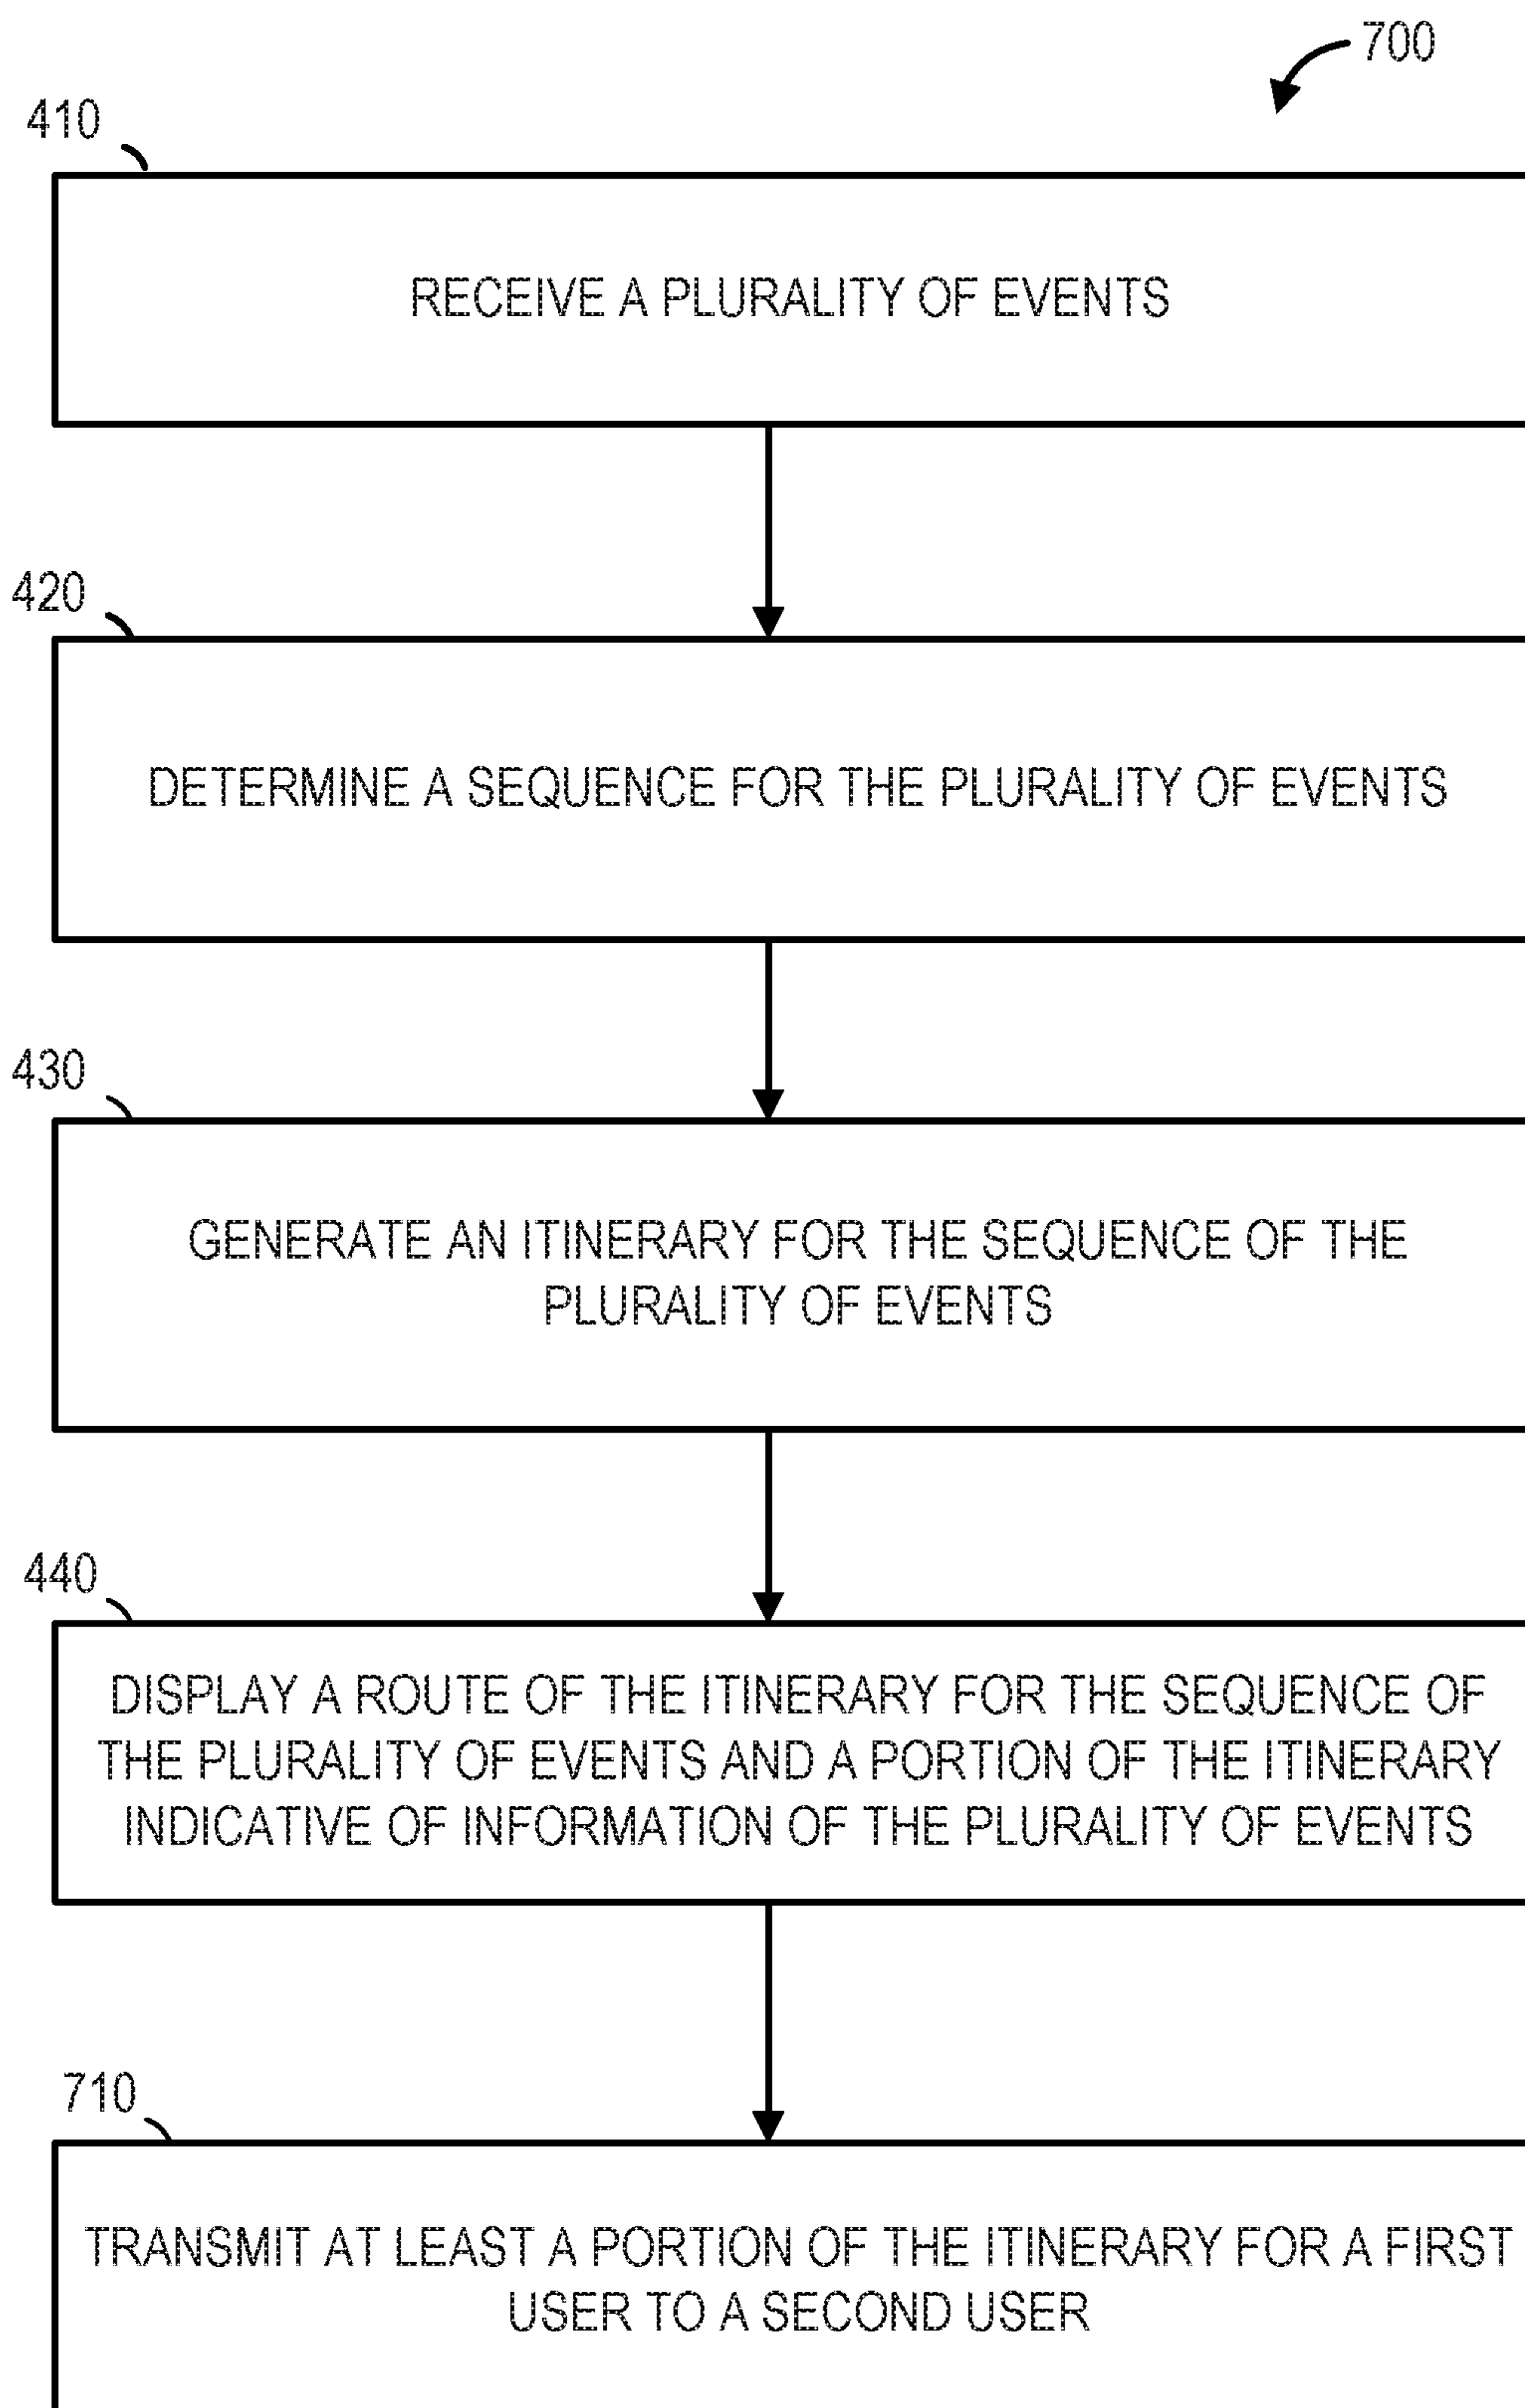 700
410
RECEIVE A PLURALITY OF EVENTS
420
DETERMINE A SEQUENCE FOR THE PLURALITY OF EVENTS
430
GENERATE AN ITINERARY FOR THE SEQUENCE OF THE
PLURALITY OF EVENTS
440
DISPLAY A ROUTE OF THE ITINERARY FOR THE SEQUENCE OF
THE PLURALITY OF EVENTS AND A PORTION OF THE ITINERARY
INDICATIVE OF INFORMATION OF THE PLURALITY OF EVENTS
710
TRANSMIT AT LEAST A PORTION OF THE ITINERARY FOR A FIRST
USER TO A SECOND USER